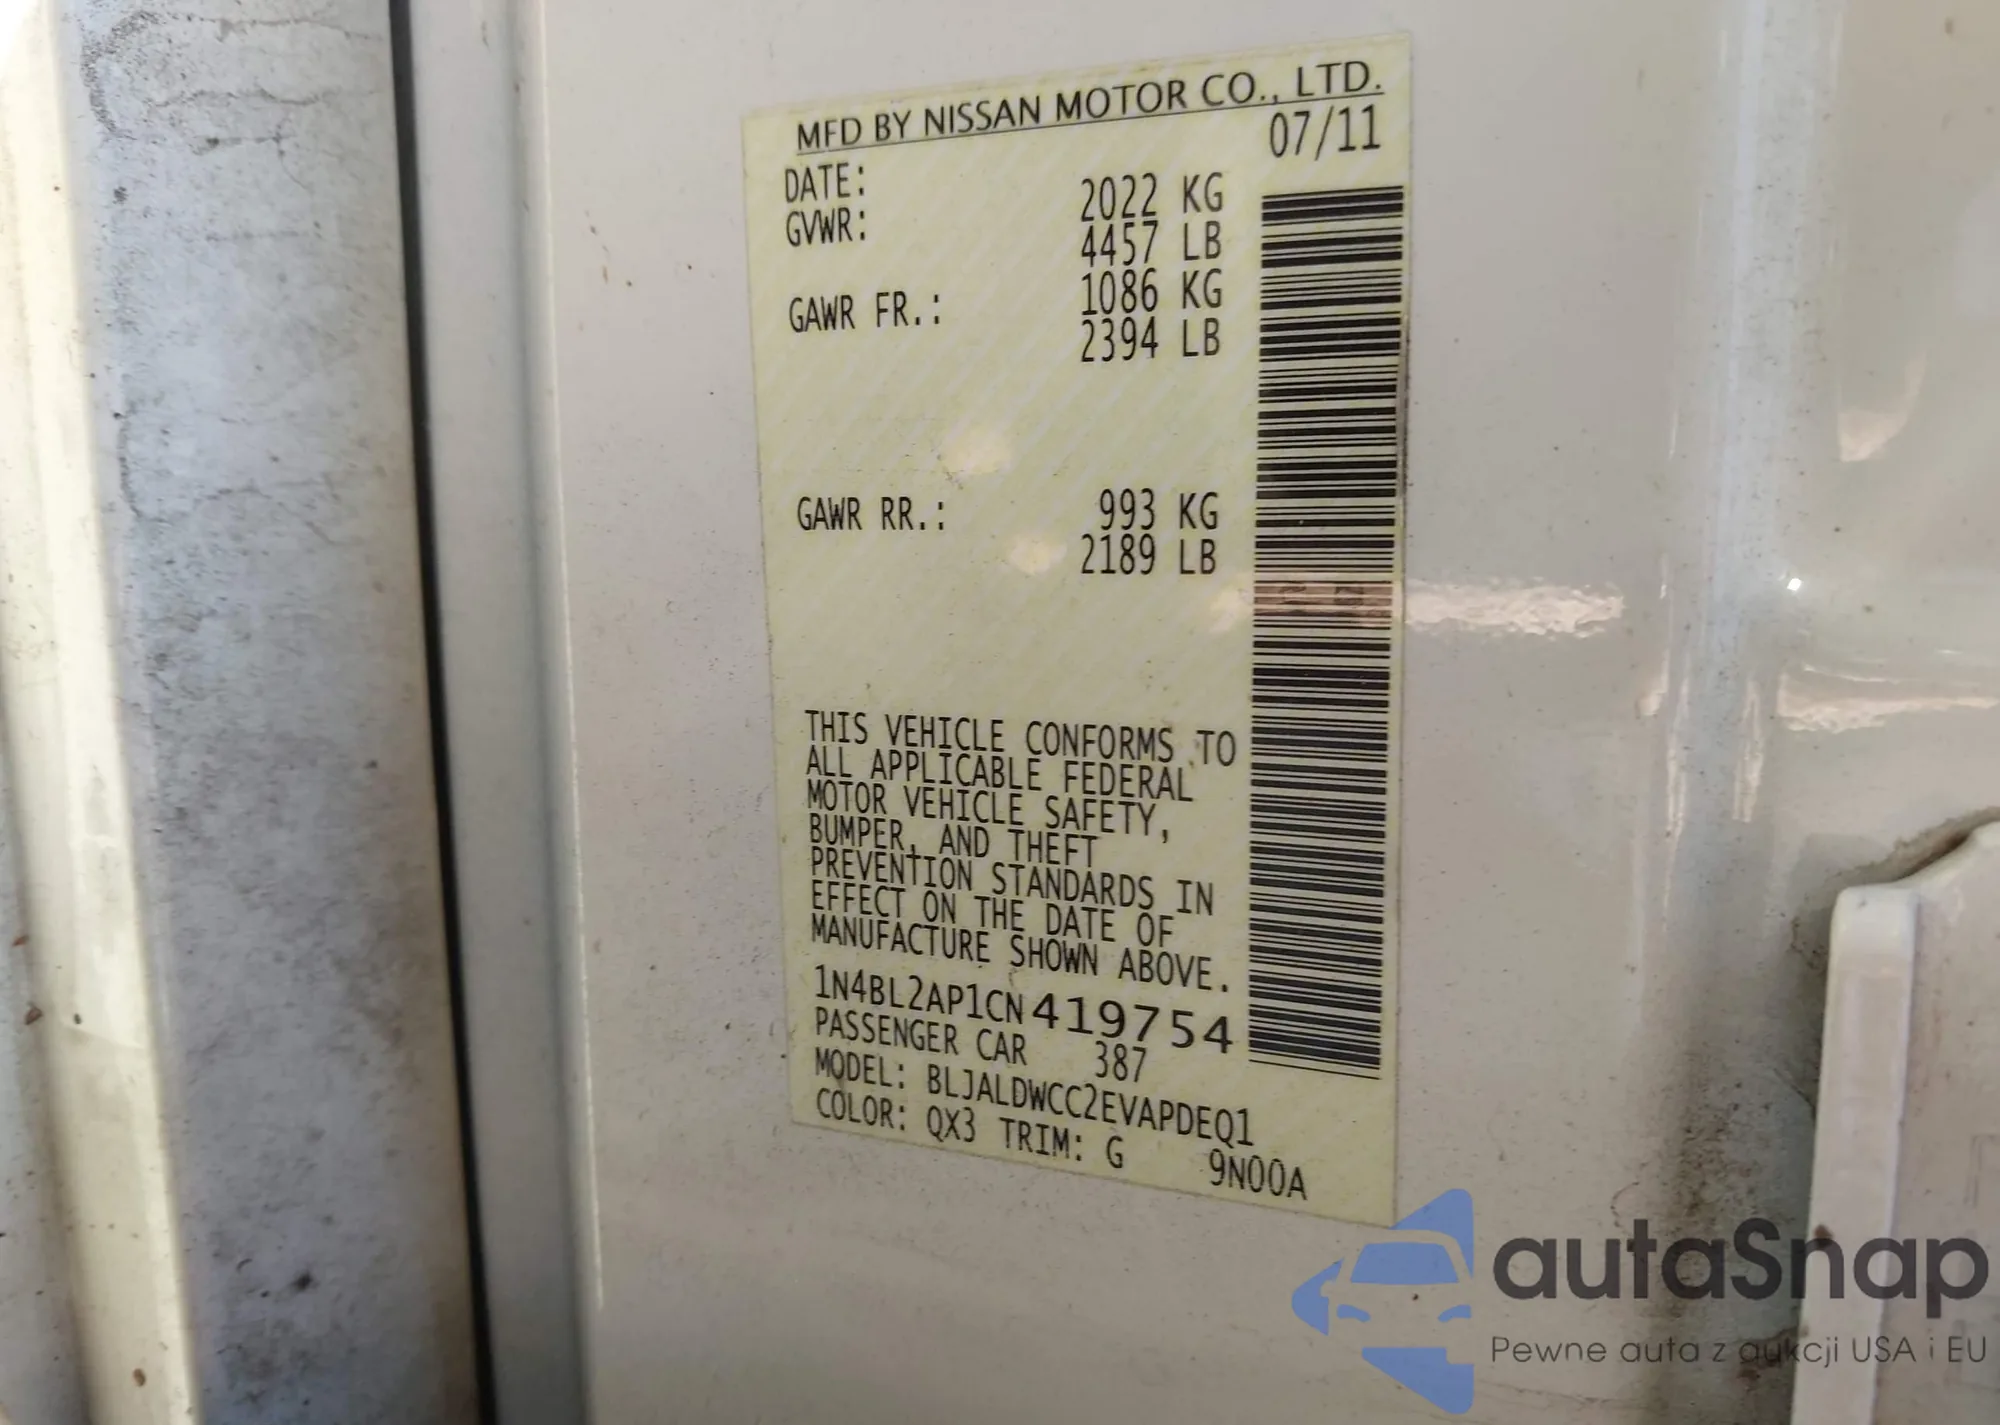 MFD BY NISSAN MOTOR CO., LTD.
DATE: 07/11
GVWR: 2022 KG
4457 LB
GAWR FR.: 1086 KG
2394 LB
GAWR RR.: 993 KG
2189 LB
THIS VEHICLE CONFORMS TO
ALL APPLICABLE FEDERAL
MOTOR VEHICLE SAFETY,
BUMPER, AND THEFT
PREVENTION STANDARDS IN
EFFECT ON THE DATE OF
MANUFACTURE SHOWN ABOVE.
1N4BL2AP1CN419754
PASSENGER CAR 387
MODEL: BLJALDWCC2EVAPDEQ1
COLOR: QX3 TRIM: G 9N00A
autaSnap
Pewne auta z aukcji USA i EU